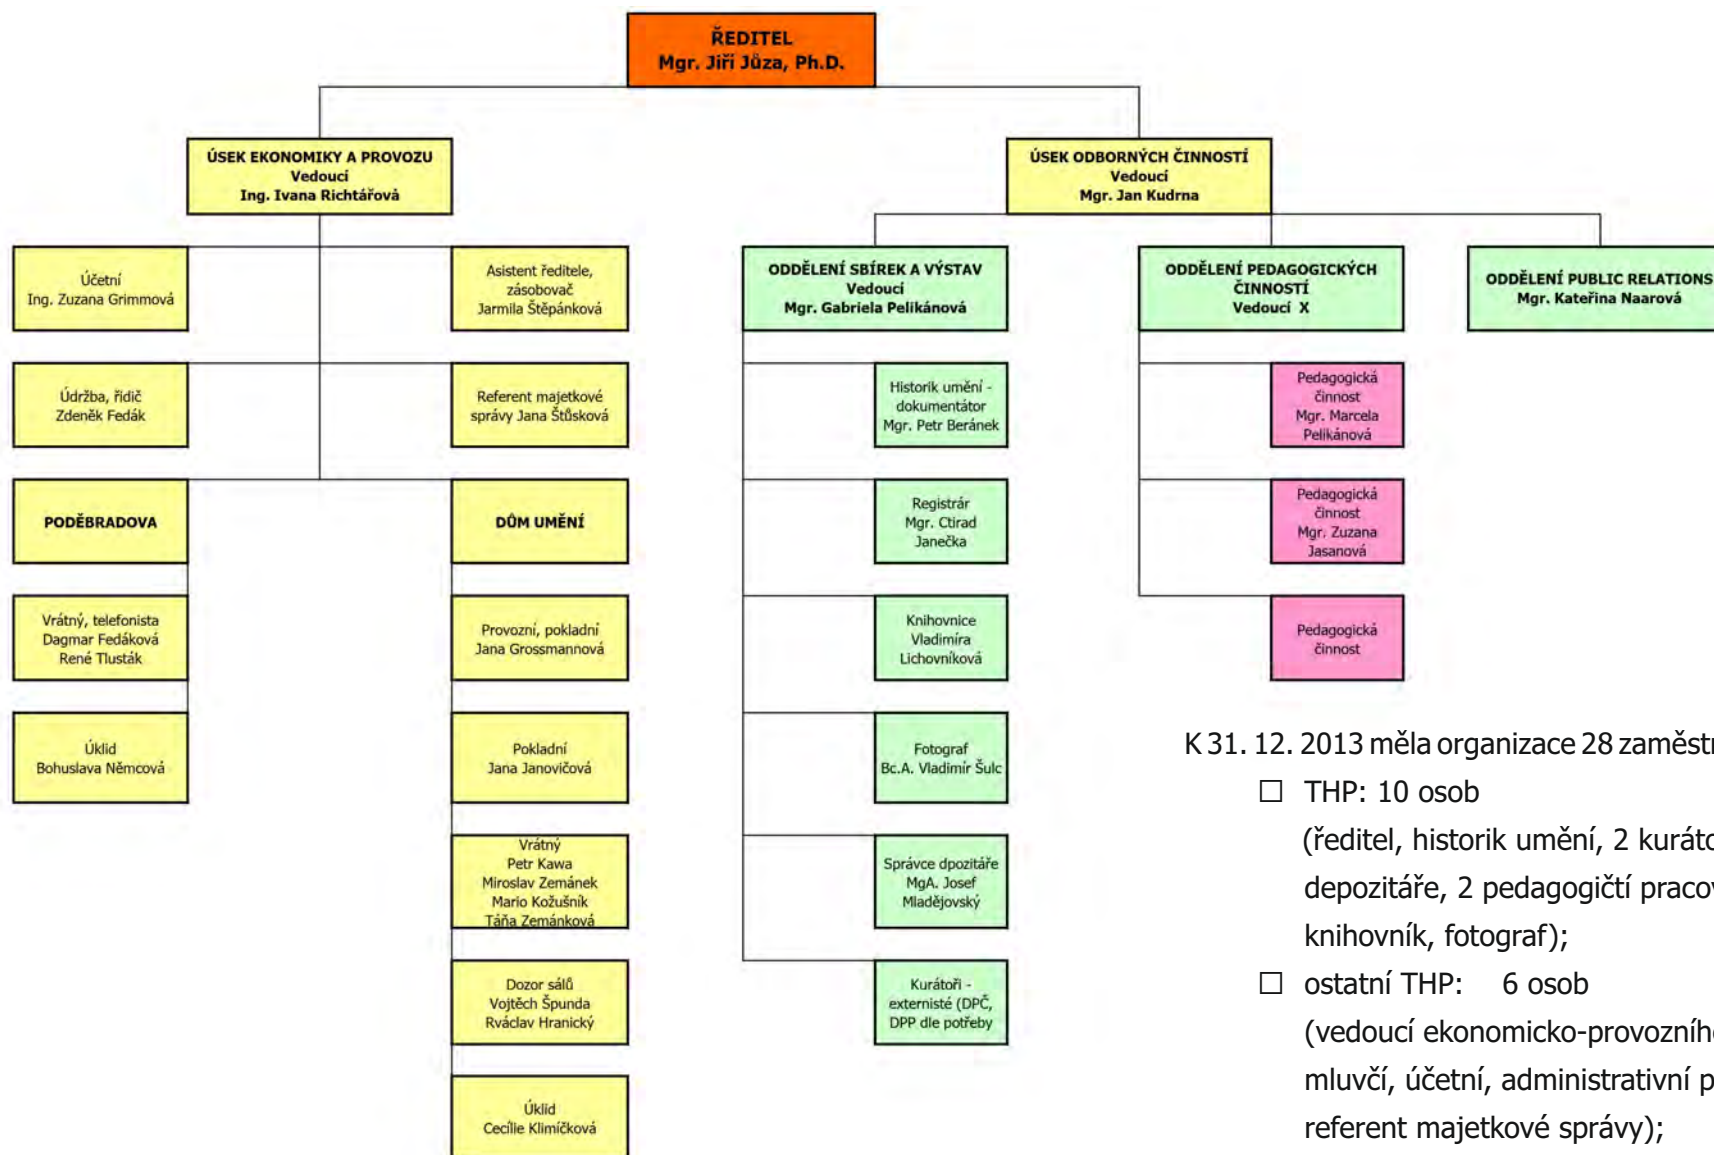 ŘEDITEL
Mgr. Jiří Jůza, Ph.D.
ÚSEK EKONOMIKY A PROVOZU
Vedoucí
Ing. Ivana Richtářová
ÚSEK ODBORNÝCH ČINNOSTÍ
Vedoucí
Mgr. Jan Kudrna
Účetní
Ing. Zuzana Grimmová
Asistent ředitele,
zásobovač
Jarmila Štěpánková
ODDĚLENÍ SBÍREK A VÝSTAV
Vedoucí
Mgr. Gabriela Pelikánová
ODDĚLENÍ PEDAGOGICKÝCH
ČINNOSTÍ
Vedoucí X
ODDĚLENÍ PUBLIC RELATIONS
Mgr. Kateřina Naarová
Údržba, řidič
Zdeněk Fedák
Referent majetkové
správy Jana Štůsková
Historik umění -
dokumentátor
Mgr. Petr Beránek
Pedagogická
činnost
Mgr. Marcela
Pelikánová
PODĚBRADOVA
DŮM UMĚNÍ
Registrár
Mgr. Ctirad
Janečka
Pedagogická
činnost
Mgr. Zuzana
Jasanová
Vrátný, telefonista
Dagmar Fedáková
René Tlusták
Provozní, pokladní
Jana Grossmannová
Knihovnice
Vladimíra
Lichovníková
Pedagogická
činnost
Úklid
Bohuslava Němcová
Pokladní
Jana Janovičová
Fotograf
Bc.A. Vladimír Šulc
Vrátný
Petr Kawa
Miroslav Zemánek
Mario Kožušník
Táňa Zemánková
Správce dpozitáře
MgA. Josef
Mladějovský
Dozor sálů
Vojtěch Špunda
Rváclav Hranický
Kurátoři -
externisté (DPČ,
DPP dle potřeby
Úklid
Cecílie Klimíčková
K 31. 12. 2013 měla organizace 28 zaměstn
☐ THP: 10 osob
(ředitel, historik umění, 2 kuráto
depozitáře, 2 pedagogičtí pracov
knihovník, fotograf);
☐ ostatní THP: 6 osob
(vedoucí ekonomicko-provozního
mluvčí, účetní, administrativní p
referent majetkové správy);